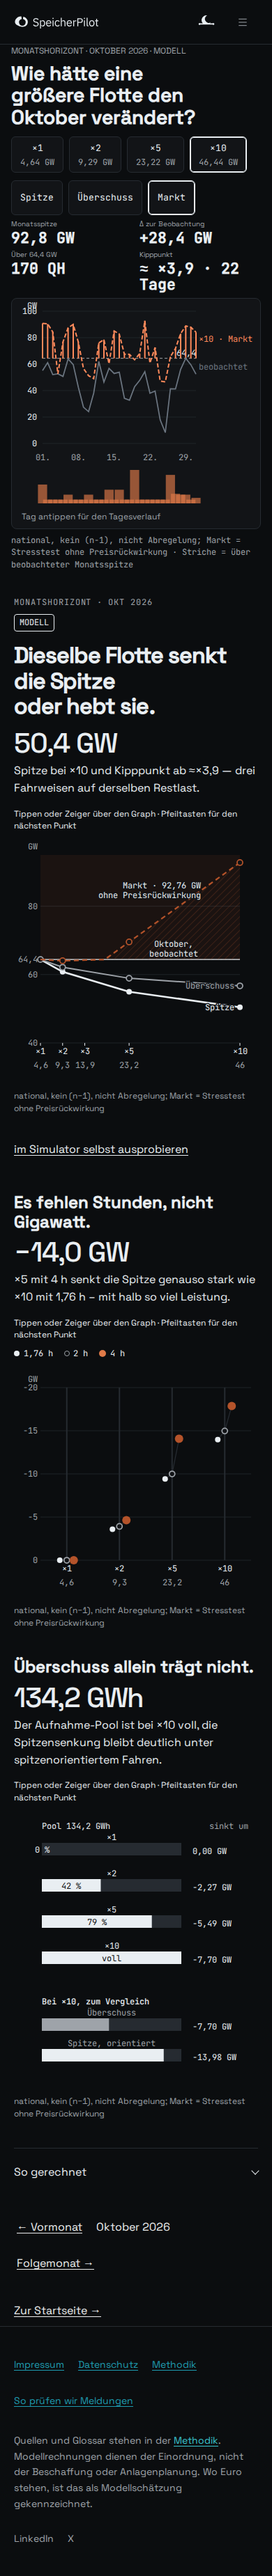 SpeicherPilot
MONATSHORIZONT · OKTOBER 2026 · MODELL
Wie hätte eine
größere Flotte den
Oktober verändert?
×1
4,64 GW
×2
9,29 GW
×5
23,22 GW
×10
46,44 GW
Spitze
Überschuss
Markt
Monatsspitze
92,8 GW
Δ zur Beobachtung
+28,4 GW
Über 64,4 GW
170 QH
Kipppunkt
≈ ×3,9 · 22
Tage
GW
100
80
60
40
20
0
64,4
×10 · Markt
beobachtet
01.
08.
15.
22.
29.
Tag antippen für den Tagesverlauf
national, kein (n-1), nicht Abregelung; Markt =
Stresstest ohne Preisrückwirkung · Striche = über
beobachteter Monatsspitze
MONATSHORIZONT · OKT 2026
MODELL
Dieselbe Flotte senkt
die Spitze
oder hebt sie.
50,4 GW
Spitze bei ×10 und Kipppunkt ab ≈×3,9 — drei
Fahrweisen auf derselben Restlast.
Tippen oder Zeiger über den Graph · Pfeiltasten für den
nächsten Punkt
GW
Markt · 92,76 GW
ohne Preisrückwirkung
80
Oktober,
beobachtet
64,4
60
Überschuss
Spitze
40
×1
×2
×3
×5
×10
4,6
9,3
13,9
23,2
46
national, kein (n−1), nicht Abregelung; Markt = Stresstest
ohne Preisrückwirkung
im Simulator selbst ausprobieren
Es fehlen Stunden, nicht
Gigawatt.
−14,0 GW
×5 mit 4 h senkt die Spitze genauso stark wie
×10 mit 1,76 h – mit halb so viel Leistung.
Tippen oder Zeiger über den Graph · Pfeiltasten für den
nächsten Punkt
1,76 h
2 h
4 h
GW
-20
-15
-10
-5
0
×1
×2
×5
×10
4,6
9,3
23,2
46
national, kein (n−1), nicht Abregelung; Markt = Stresstest
ohne Preisrückwirkung
Überschuss allein trägt nicht.
134,2 GWh
Der Aufnahme-Pool ist bei ×10 voll, die
Spitzensenkung bleibt deutlich unter
spitzenorientiertem Fahren.
Tippen oder Zeiger über den Graph · Pfeiltasten für den
nächsten Punkt
Pool 134,2 GWh
sinkt um
×1
0 %
0,00 GW
×2
42 %
-2,27 GW
×5
79 %
-5,49 GW
×10
voll
-7,70 GW
Bei ×10, zum Vergleich
Überschuss
-7,70 GW
Spitze, orientiert
-13,98 GW
national, kein (n−1), nicht Abregelung; Markt = Stresstest
ohne Preisrückwirkung
So gerechnet
← Vormonat
Oktober 2026
Folgemonat →
Zur Startseite →
Impressum
Datenschutz
Methodik
So prüfen wir Meldungen
Quellen und Glossar stehen in der Methodik.
Modellrechnungen dienen der Einordnung, nicht
der Beschaffung oder Anlagenplanung. Wo Euro
stehen, ist das als Modellschätzung
gekennzeichnet.
LinkedIn
X